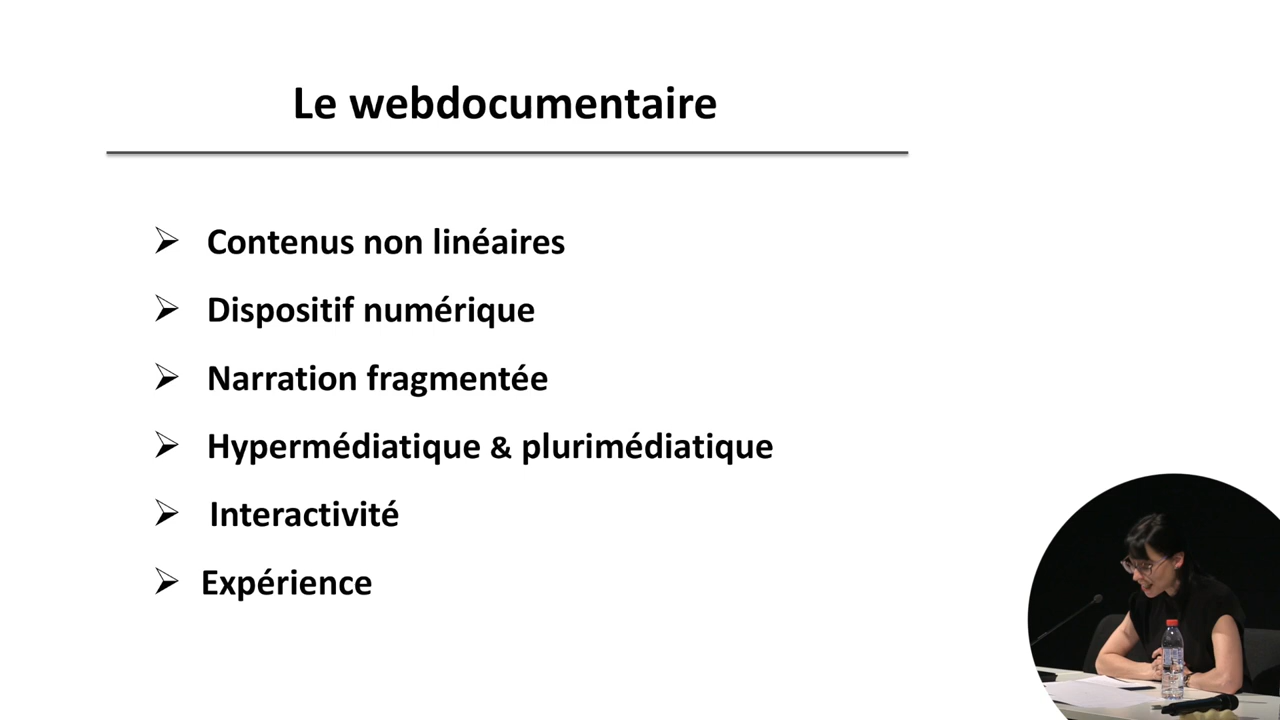 Le webdocumentaire
Contenus non linéaires
Dispositif numérique
Narration fragmentée
Hypermédiatique & plurimédiatique
Interactivité
Expérience